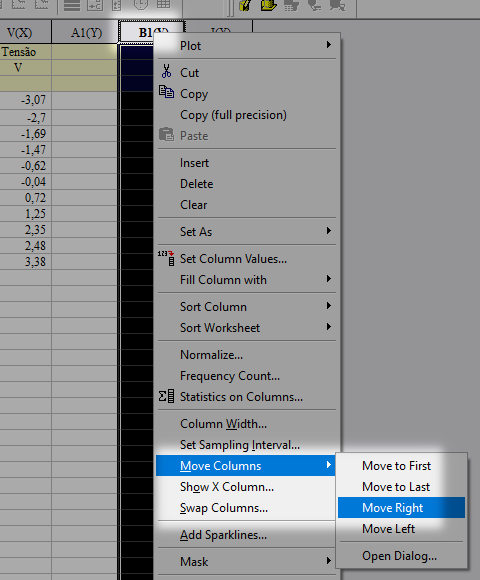 V(X) A1(Y) B1(Y) I(Y)
Tensão
V
-3,07
-2,7
-1,69
-1,47
-0,62
-0,04
0,72
1,25
2,35
2,48
3,38
Plot
Cut
Copy
Copy (full precision)
Paste
Insert
Delete
Clear
Set As
123
Set Column Values...
Fill Column with
Sort Column
Sort Worksheet
Normalize...
Frequency Count...
Σ Statistics on Columns...
Column Width...
Set Sampling Interval...
Move Columns
Show X Column...
Swap Columns...
Add Sparklines...
Mask
Move to First
Move to Last
Move Right
Move Left
Open Dialog...